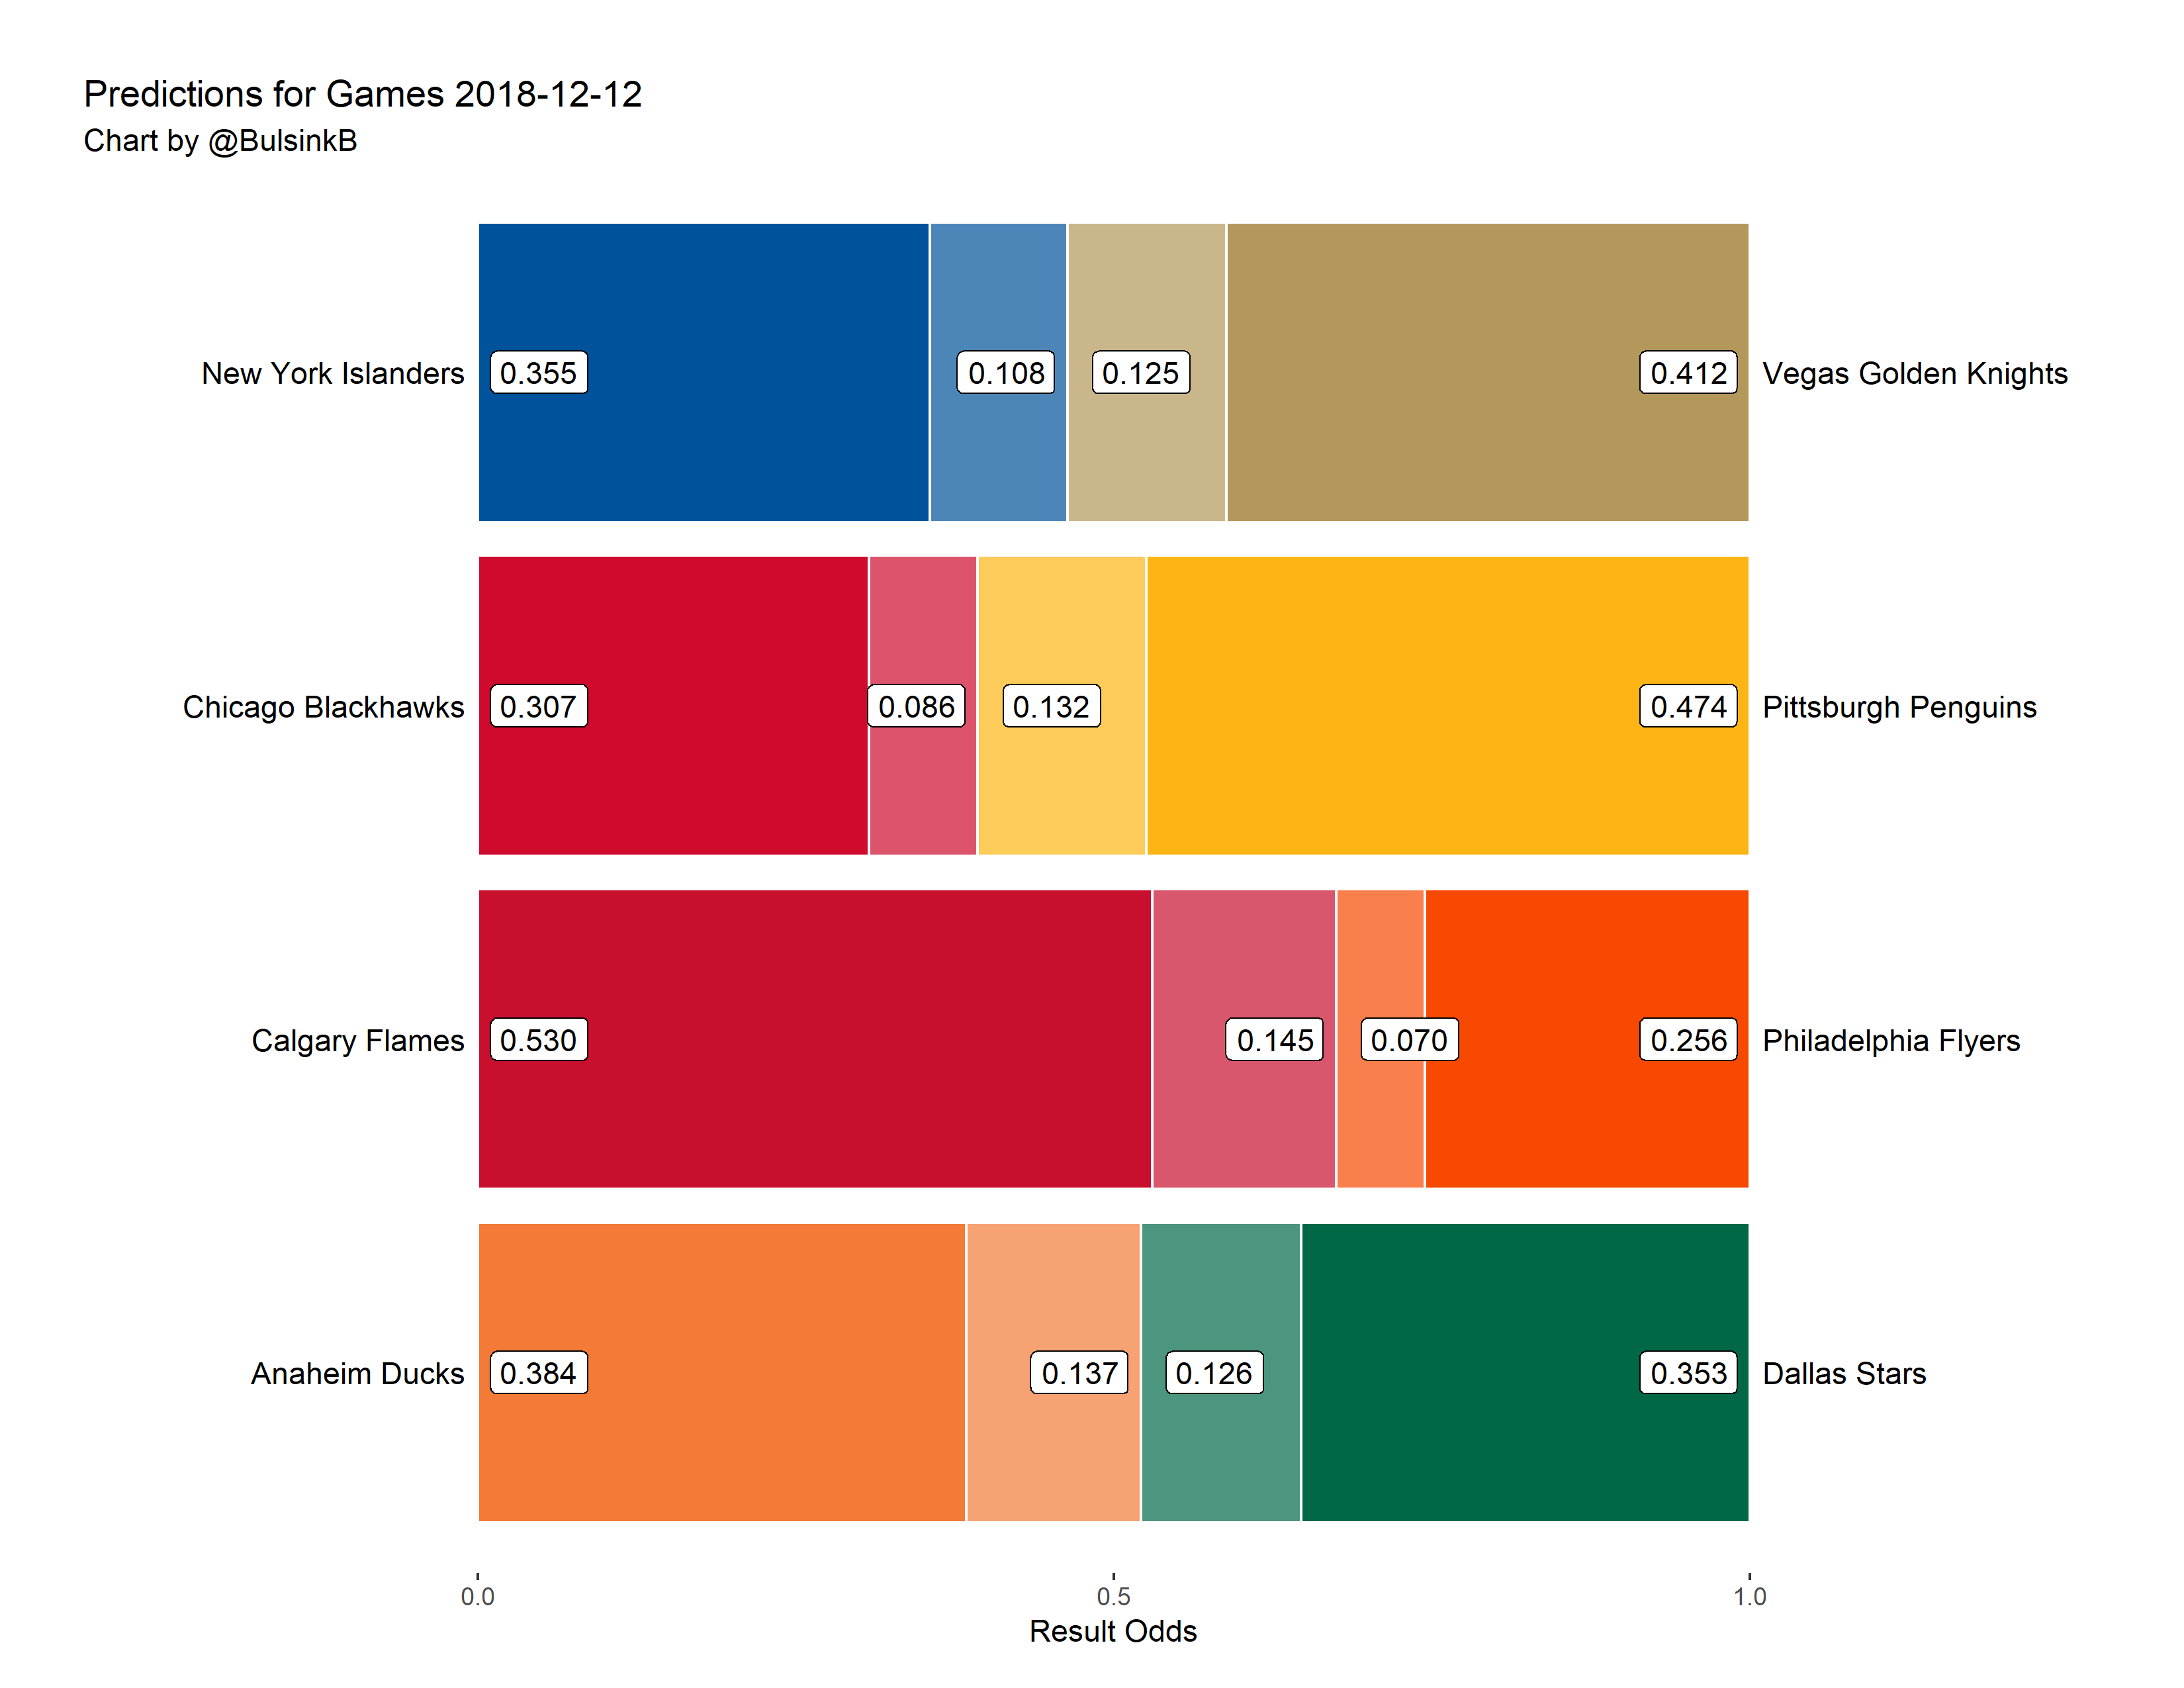 Predictions for Games 2018-12-12
Chart by @BulsinkB
New York Islanders 0.355 0.108 0.125 0.412 Vegas Golden Knights
Chicago Blackhawks 0.307 0.086 0.132 0.474 Pittsburgh Penguins
Calgary Flames 0.530 0.145 0.070 0.256 Philadelphia Flyers
Anaheim Ducks 0.384 0.137 0.126 0.353 Dallas Stars
0.0 0.5 1.0
Result Odds